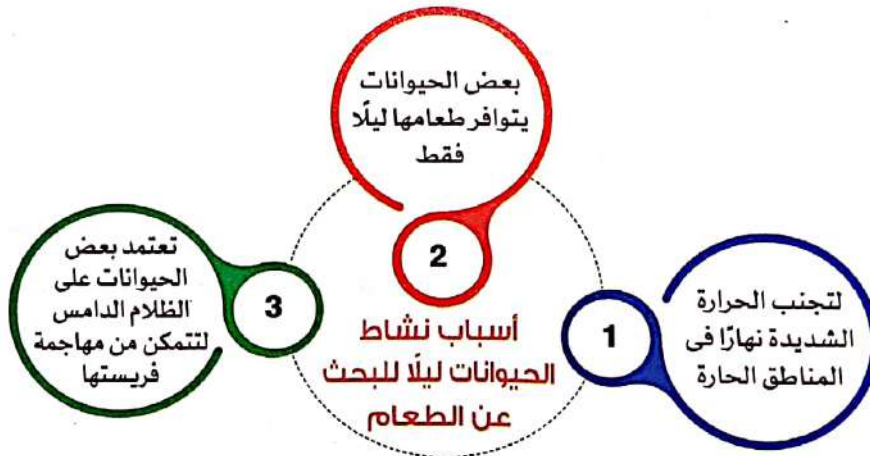 أسباب نشاط
الحيوانات ليلًا للبحث
عن الطعام
1
لتجنب الحرارة
الشديدة نهارًا فى
المناطق الحارة
2
بعض الحيوانات
يتوافر طعامها ليلًا
فقط
3
تعتمد بعض
الحيوانات على
الظلام الدامس
لتتمكن من مهاجمة
فريستها